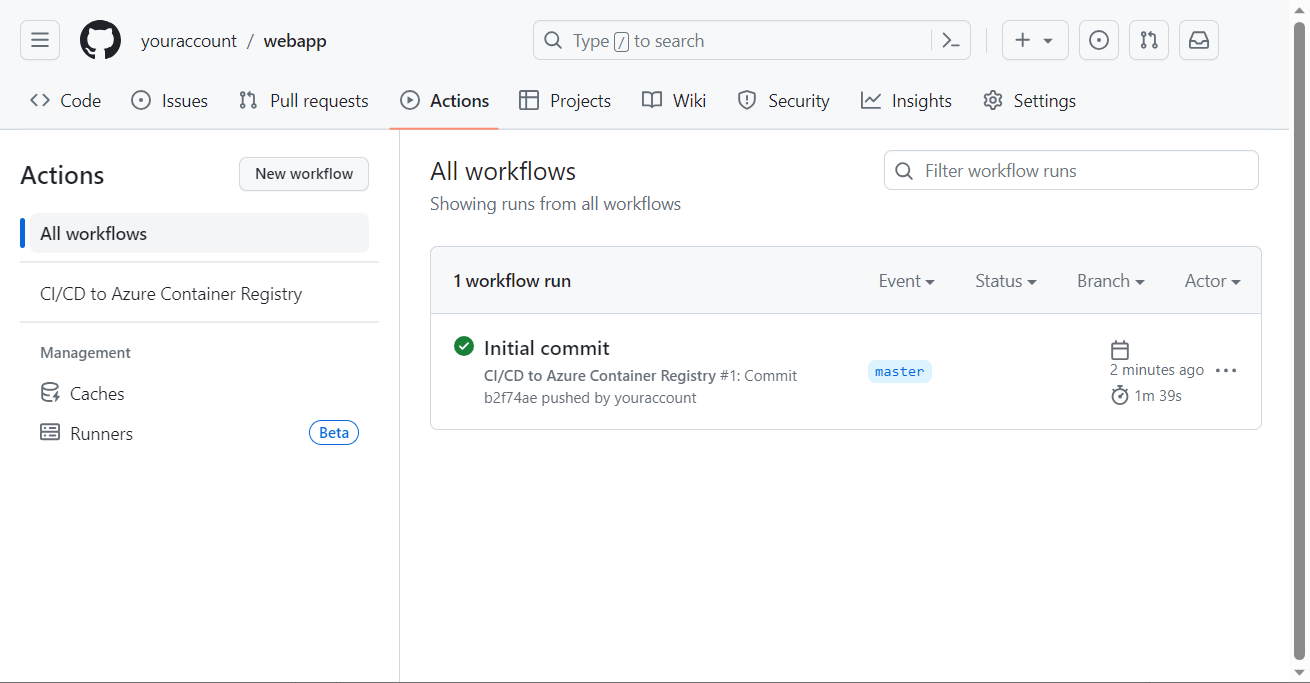 youraccount / webapp
Type / to search
Code Issues Pull requests Actions Projects Wiki Security Insights Settings
Actions
New workflow
All workflows
CI/CD to Azure Container Registry
Management
Caches
Runners
Beta
All workflows
Showing runs from all workflows
Filter workflow runs
1 workflow run
Event Status Branch Actor
Initial commit
CI/CD to Azure Container Registry #1: Commit
b2f74ae pushed by youraccount
master
2 minutes ago
1m 39s